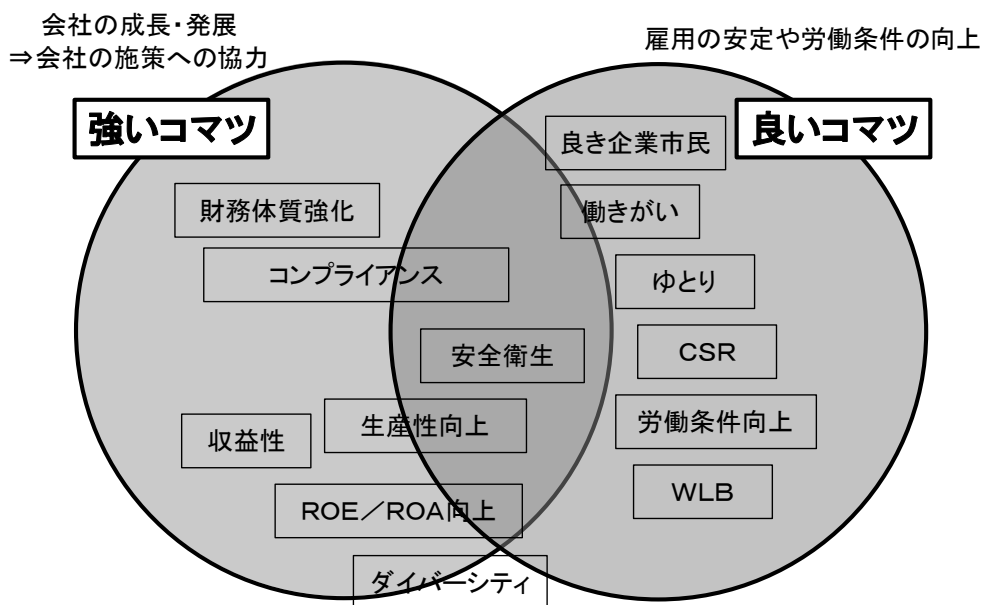 会社の成長・発展
⇒会社の施策への協力
雇用の安定や労働条件の向上
強いコマツ
良いコマツ
良き企業市民
財務体質強化
働きがい
コンプライアンス
ゆとり
安全衛生
CSR
生産性向上
労働条件向上
収益性
WLB
ROE／ROA向上
ダイバーシティ